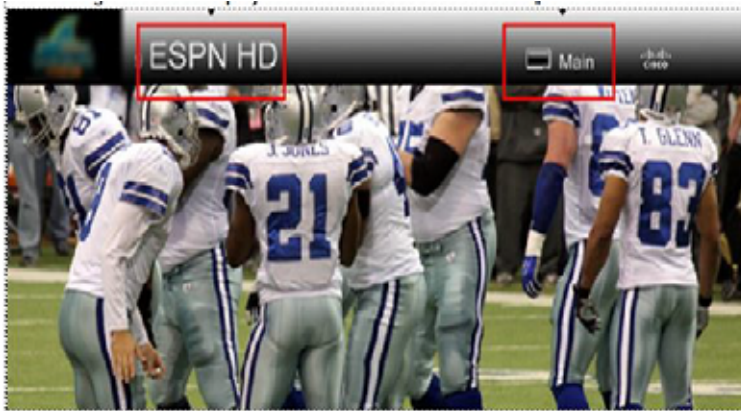 ESPN HD
Main
cisco
J. JONES
T. GLENN
21
83